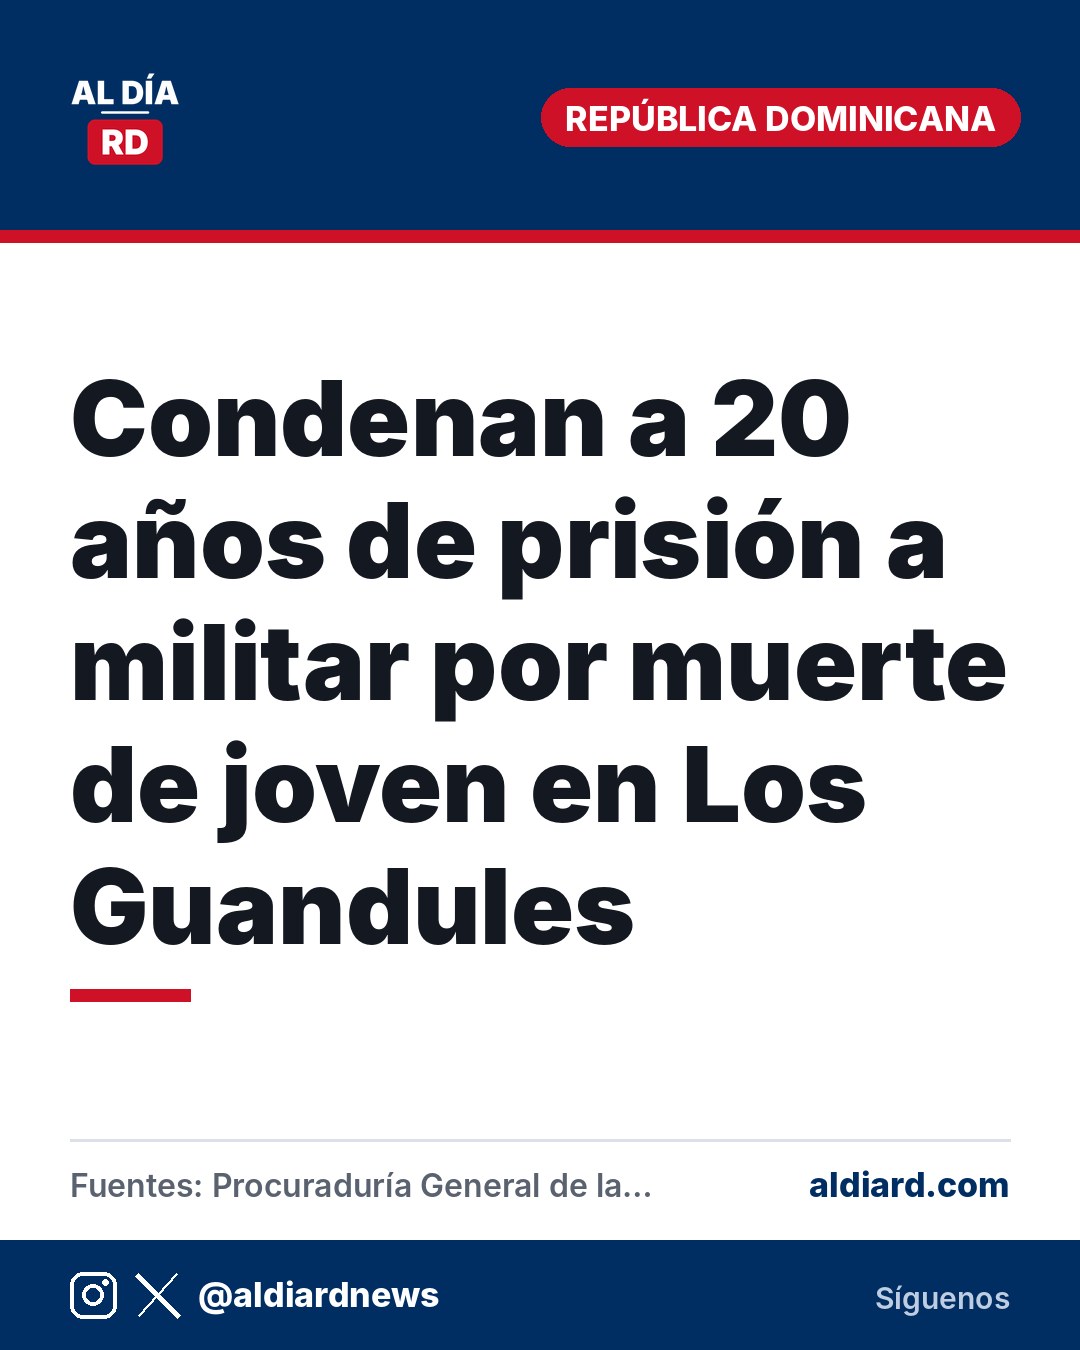 AL DÍA
RD
REPÚBLICA DOMINICANA
Condenan a 20
años de prisión a
militar por muerte
de joven en Los
Guandules
Fuentes: Procuraduría General de la...
aldiard.com
@aldiardnews
Síguenos